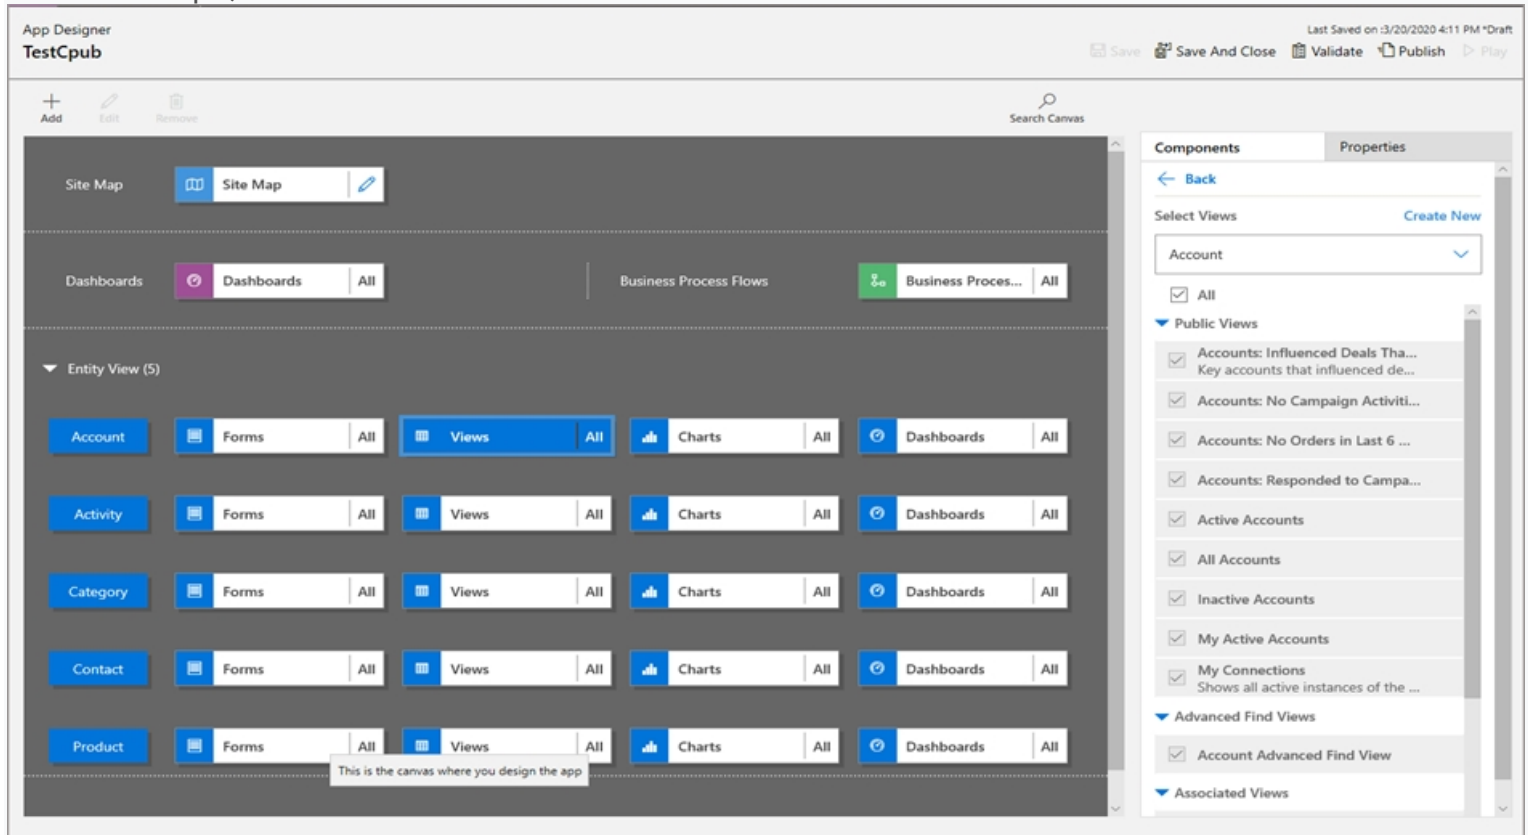 App Designer
TestCpub
Last Saved on :3/20/2020 4:11 PM *Draft
Save
Save And Close
Validate
Publish
Play
Add
Edit
Remove
Search Canvas
Site Map
Site Map
Dashboards
Dashboards
All
Business Process Flows
Business Proces...
All
Entity View (5)
Account
Forms
All
Views
All
Charts
All
Dashboards
All
Activity
Forms
All
Views
All
Charts
All
Dashboards
All
Category
Forms
All
Views
All
Charts
All
Dashboards
All
Contact
Forms
All
Views
All
Charts
All
Dashboards
All
Product
Forms
All
Views
All
Charts
All
Dashboards
All
This is the canvas where you design the app
Components
Properties
Back
Select Views
Create New
Account
All
Public Views
Accounts: Influenced Deals Tha...
Key accounts that influenced de...
Accounts: No Campaign Activiti...
Accounts: No Orders in Last 6 ...
Accounts: Responded to Campa...
Active Accounts
All Accounts
Inactive Accounts
My Active Accounts
My Connections
Shows all active instances of the ...
Advanced Find Views
Account Advanced Find View
Associated Views